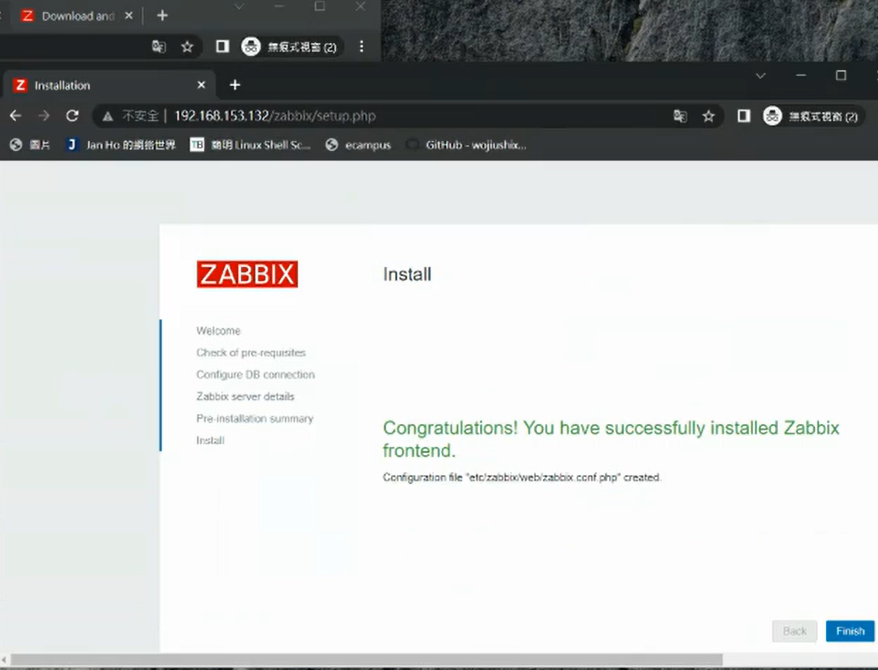 Download and
無痕式視窗 (2)
Installation
不安全 | 192.168.153.132/zabbix/setup.php
無痕式視窗 (2)
圖片
Jan Ho 的網絡世界
TB 簡明 Linux Shell Sc...
ecampus
GitHub - wojiushix...
ZABBIX
Install
Welcome
Check of pre-requisites
Configure DB connection
Zabbix server details
Pre-installation summary
Install
Congratulations! You have successfully installed Zabbix
frontend.
Configuration file "etc/zabbix/web/zabbix.conf.php" created.
Back
Finish